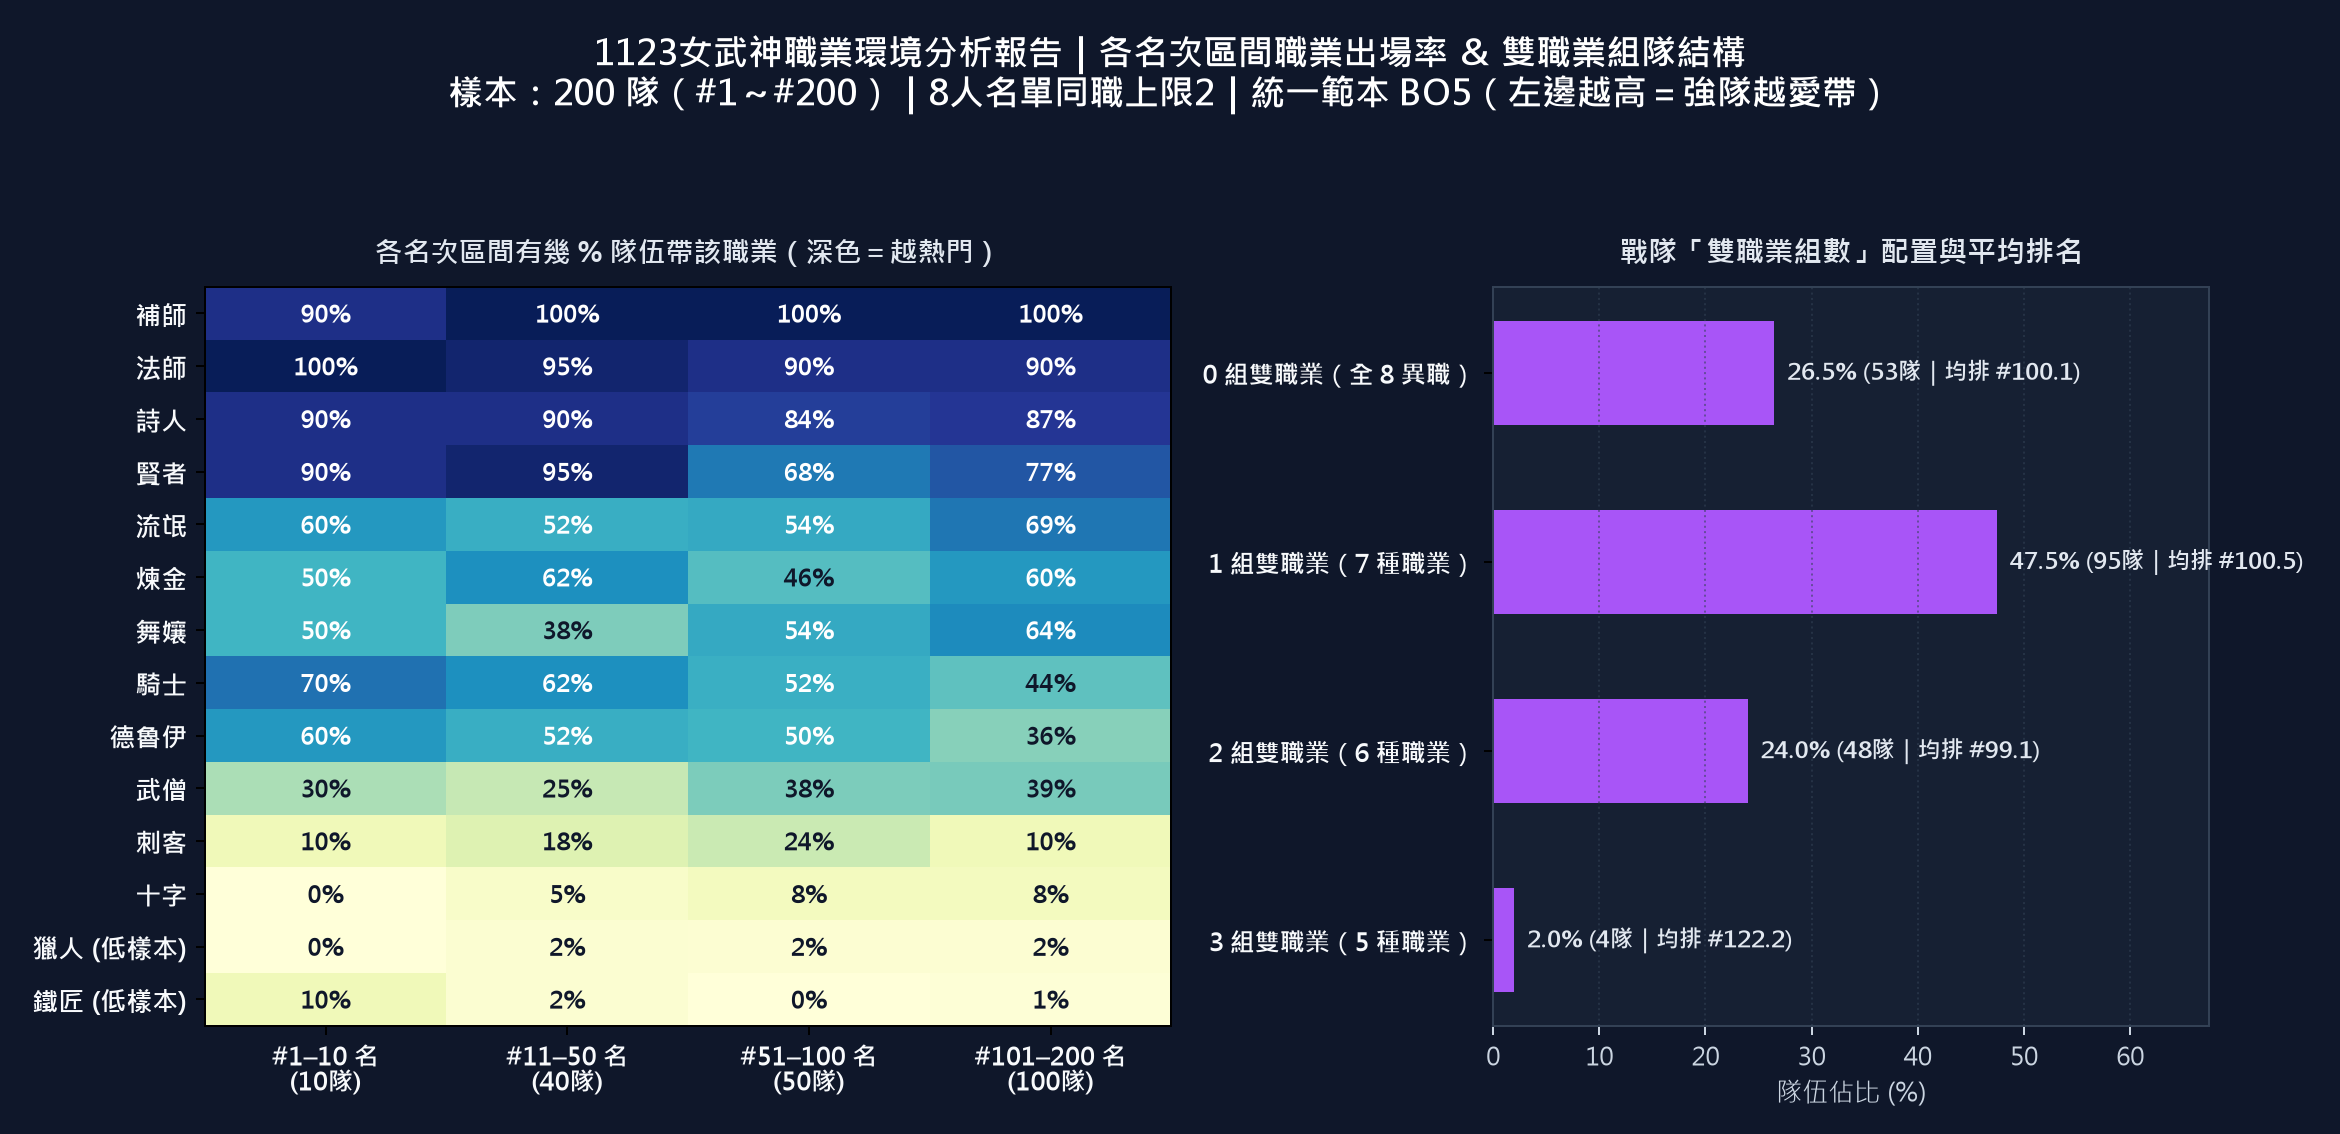 1123女武神職業環境分析報告 | 各名次區間職業出場率 & 雙職業組隊結構
樣本：200 隊（#1～#200） | 8人名單同職上限2 | 統一範本 BO5（左邊越高＝強隊越愛帶）
各名次區間有幾 % 隊伍帶該職業（深色＝越熱門）
補師 90% 100% 100% 100%
法師 100% 95% 90% 90%
詩人 90% 90% 84% 87%
賢者 90% 95% 68% 77%
流氓 60% 52% 54% 69%
煉金 50% 62% 46% 60%
舞孃 50% 38% 54% 64%
騎士 70% 62% 52% 44%
德魯伊 60% 52% 50% 36%
武僧 30% 25% 38% 39%
刺客 10% 18% 24% 10%
十字 0% 5% 8% 8%
獵人 (低樣本) 0% 2% 2% 2%
鐵匠 (低樣本) 10% 2% 0% 1%
#1–10 名 #11–50 名 #51–100 名 #101–200 名
(10隊) (40隊) (50隊) (100隊)
戰隊「雙職業組數」配置與平均排名
0 組雙職業（全 8 異職） 26.5% (53隊｜均排 #100.1)
1 組雙職業（7 種職業） 47.5% (95隊｜均排 #100.5)
2 組雙職業（6 種職業） 24.0% (48隊｜均排 #99.1)
3 組雙職業（5 種職業） 2.0% (4隊｜均排 #122.2)
0 10 20 30 40 50 60
隊伍佔比 (%)